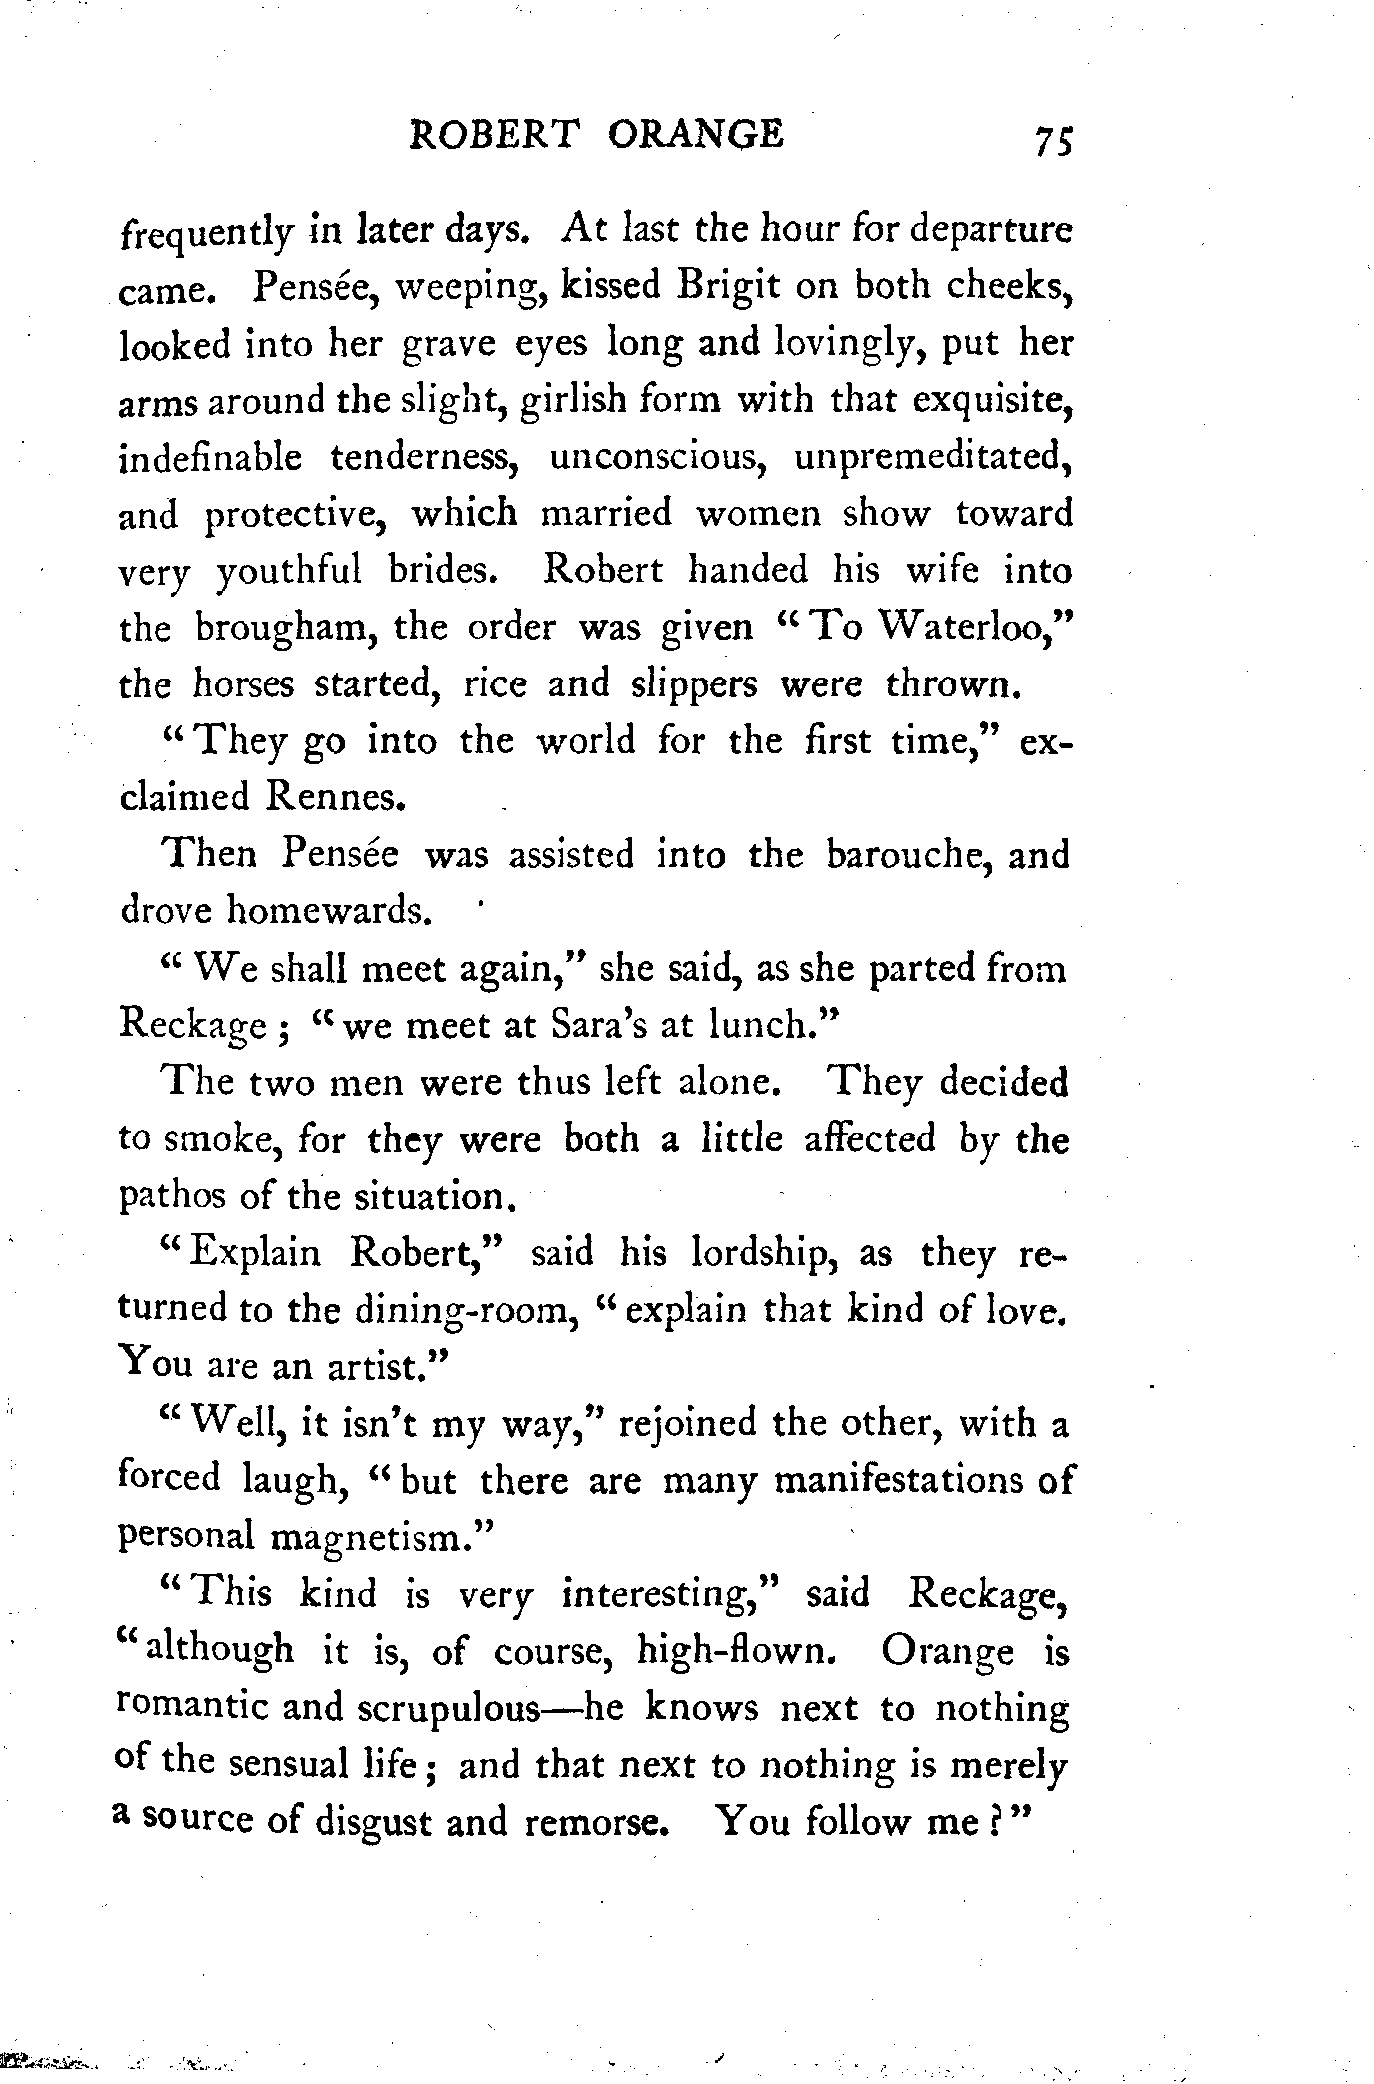 ROBERT ORANGE 75
frequently in later days. At last the hour for departure
came. Pensée, weeping, kissed Brigit on both cheeks,
looked into her grave eyes long and lovingly, put her
arms around the slight, girlish form with that exquisite,
indefinable tenderness, unconscious, unpremeditated,
and protective, which married women show toward
very youthful brides. Robert handed his wife into
the brougham, the order was given “To Waterloo,”
the horses started, rice and slippers were thrown.
“They go into the world for the first time,” ex-
claimed Rennes.
Then Pensée was assisted into the barouche, and
drove homewards.
“We shall meet again,” she said, as she parted from
Reckage; “we meet at Sara’s at lunch.”
The two men were thus left alone. They decided
to smoke, for they were both a little affected by the
pathos of the situation.
“Explain Robert,” said his lordship, as they re-
turned to the dining-room, “explain that kind of love.
You are an artist.”
“Well, it isn’t my way,” rejoined the other, with a
forced laugh, “but there are many manifestations of
personal magnetism.”
“This kind is very interesting,” said Reckage,
“although it is, of course, high-flown. Orange is
romantic and scrupulous—he knows next to nothing
of the sensual life; and that next to nothing is merely
a source of disgust and remorse. You follow me?”